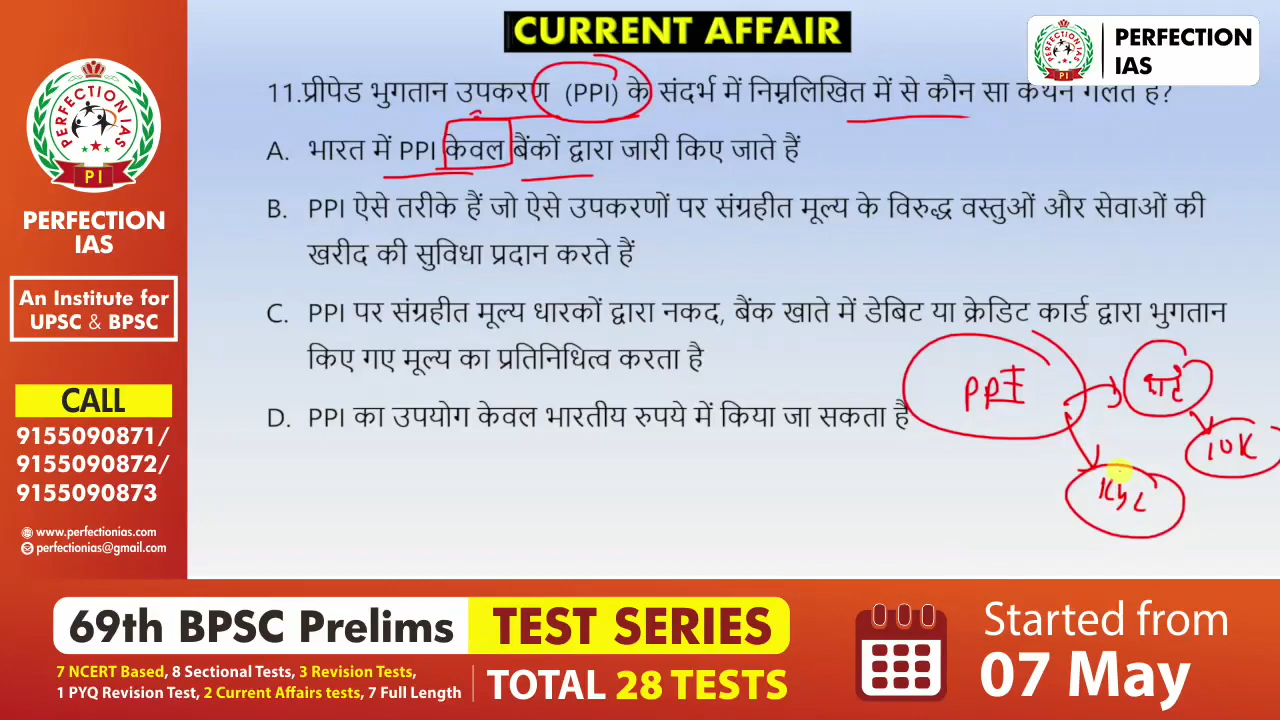 CURRENT AFFAIR
PERFECTION
IAS
PERFECTION IAS
PI
PERFECTION
IAS
An Institute for
UPSC & BPSC
CALL
9155090871/
9155090872/
9155090873
www.perfectionias.com
perfectionias@gmail.com
11.प्रीपेड भुगतान उपकरण (PPI) के संदर्भ में निम्नलिखित में से कौन सा कथन गलत है?
A. भारत में PPI केवल बैंकों द्वारा जारी किए जाते हैं
B. PPI ऐसे तरीके हैं जो ऐसे उपकरणों पर संग्रहीत मूल्य के विरुद्ध वस्तुओं और सेवाओं की
खरीद की सुविधा प्रदान करते हैं
C. PPI पर संग्रहीत मूल्य धारकों द्वारा नकद, बैंक खाते में डेबिट या क्रेडिट कार्ड द्वारा भुगतान
किए गए मूल्य का प्रतिनिधित्व करता है
D. PPI का उपयोग केवल भारतीय रुपये में किया जा सकता है
PPI
10K
KYC
69th BPSC Prelims TEST SERIES
7 NCERT Based, 8 Sectional Tests, 3 Revision Tests,
1 PYQ Revision Test, 2 Current Affairs tests, 7 Full Length
TOTAL 28 TESTS
Started from
07 May